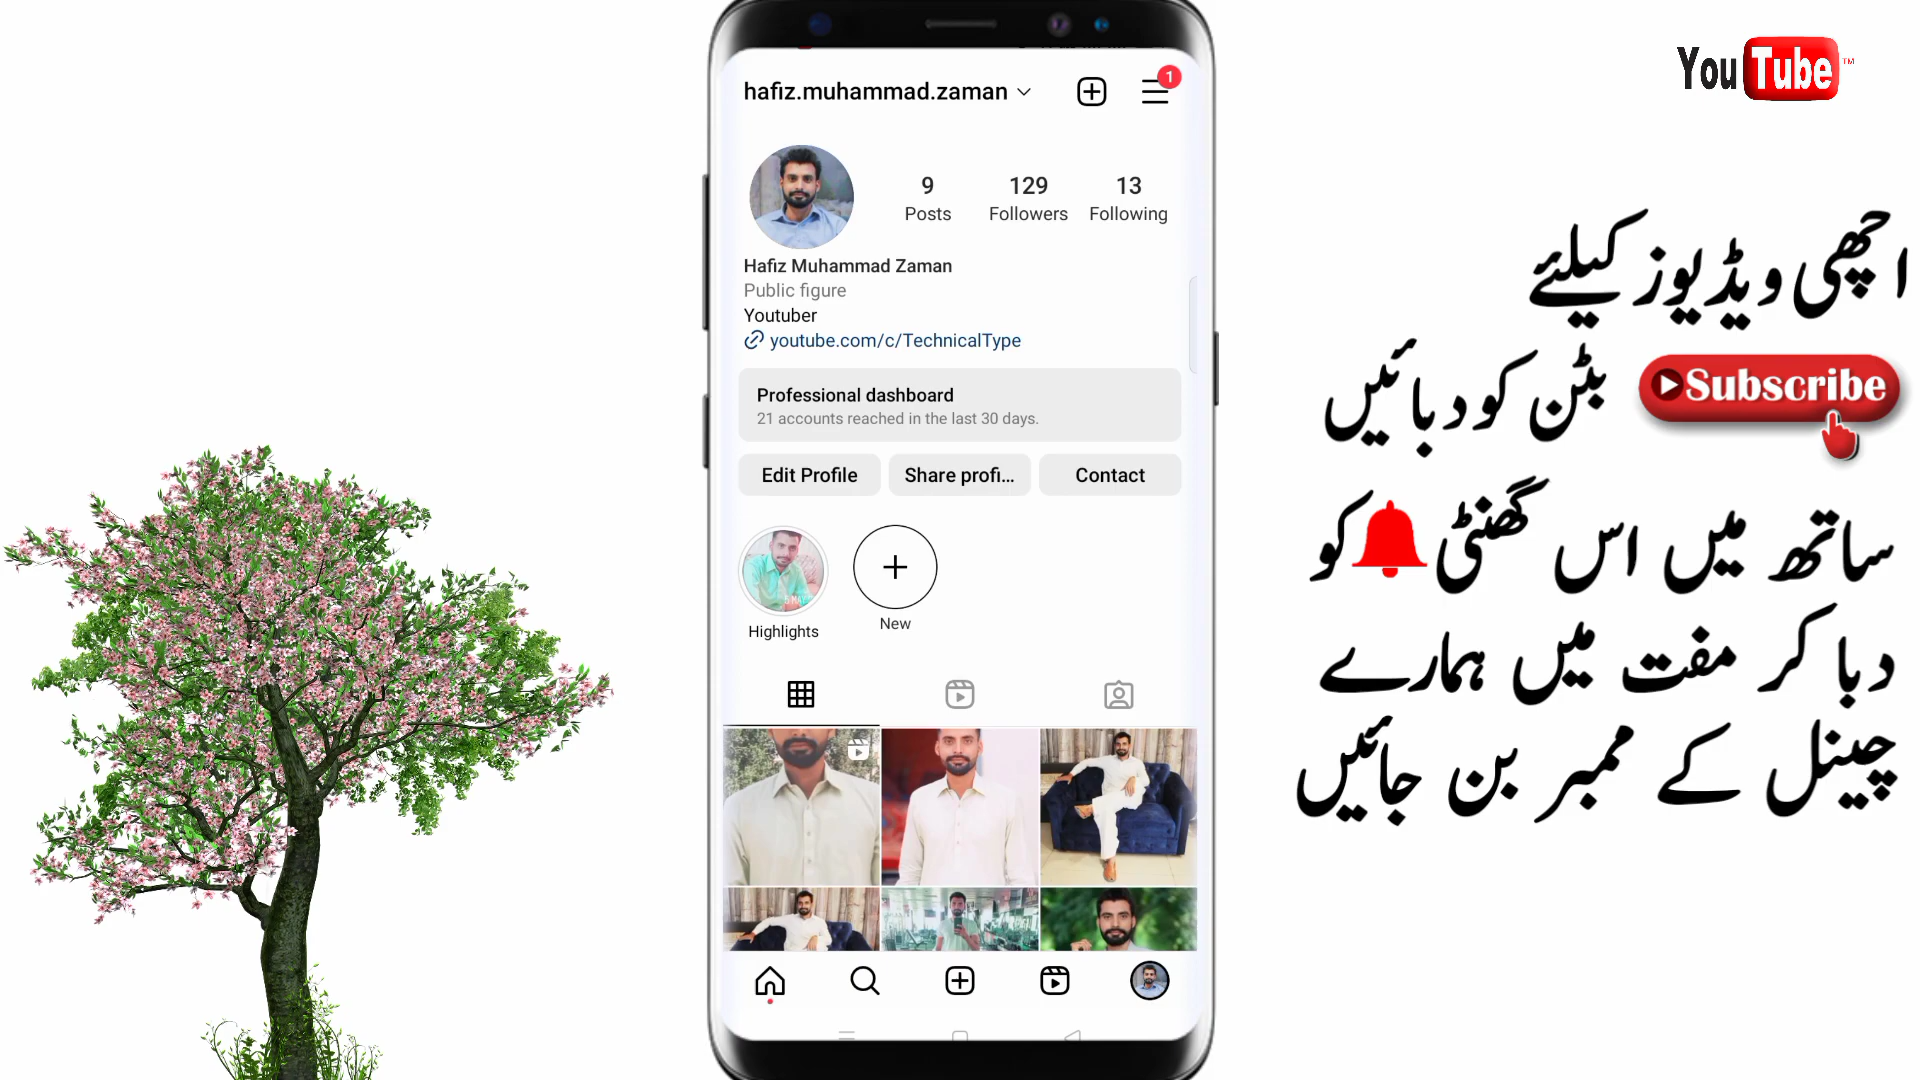 hafiz.muhammad.zaman
1
9
Posts
129
Followers
13
Following
Hafiz Muhammad Zaman
Public figure
Youtuber
youtube.com/c/TechnicalType
Professional dashboard
21 accounts reached in the last 30 days.
Edit Profile
Share profi...
Contact
Highlights
New
YouTube™
اچھی ویڈیوز کیلئے
Subscribe بٹن کو دبائیں
ساتھ میں اس گھنٹی کو
دبا کر مفت میں ہمارے
چینل کے ممبر بن جائیں